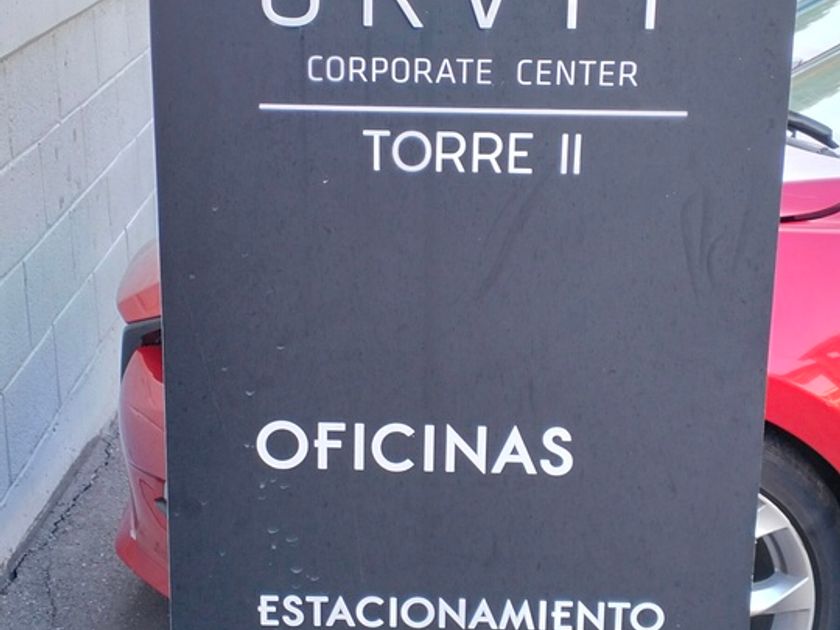 CORPORATE CENTER
TORRE II
OFICINAS
ESTACIONAMIENTO